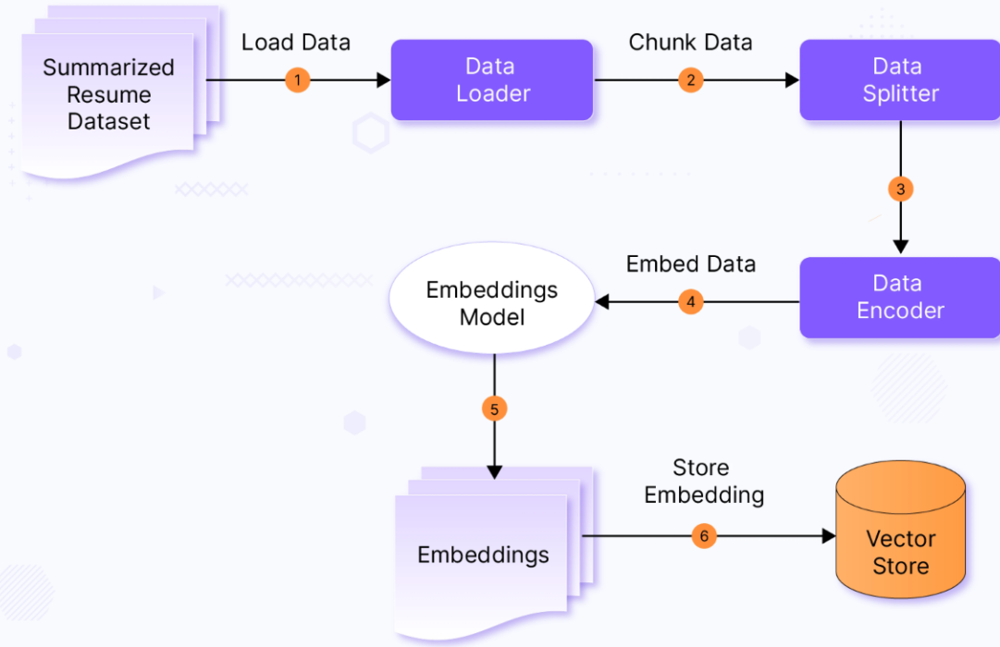 Summarized
Resume
Dataset
Load Data
1
Data
Loader
Chunk Data
2
Data
Splitter
3
Data
Encoder
Embed Data
4
Embeddings
Model
5
Embeddings
Store
Embedding
6
Vector
Store